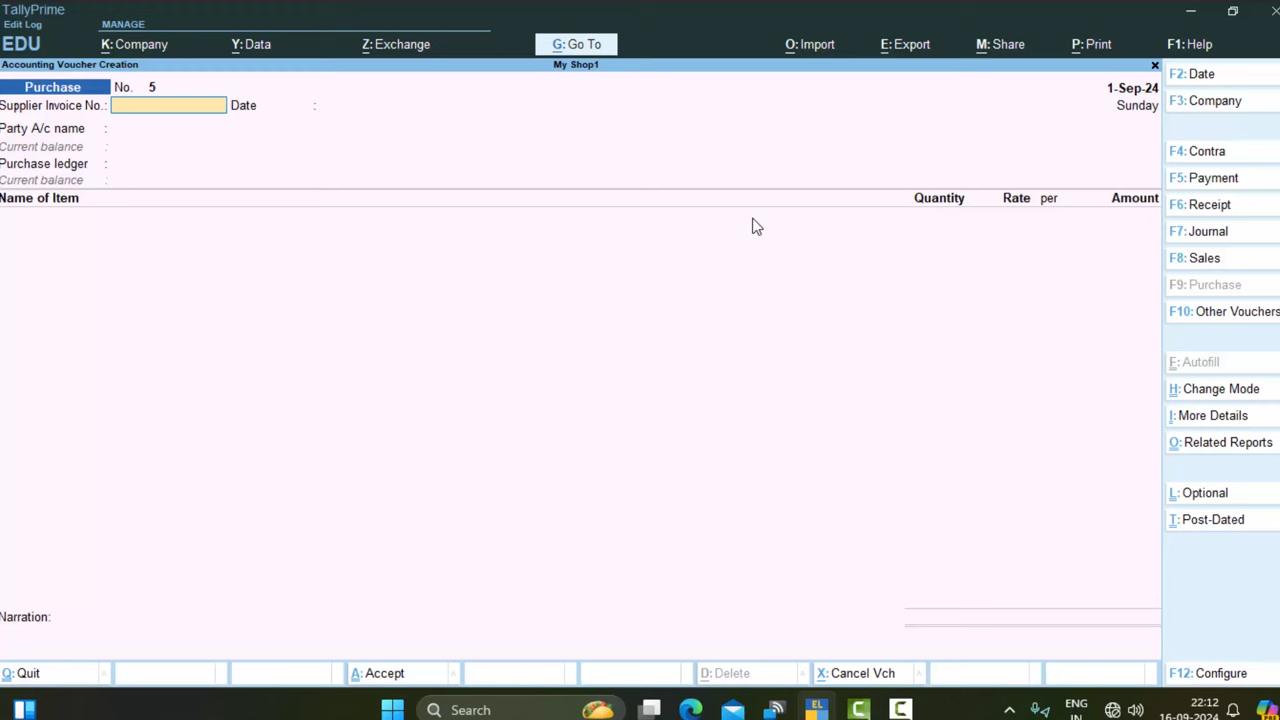 TallyPrime
Edit Log
MANAGE
EDU
K: Company
Y: Data
Z: Exchange
G: Go To
O: Import
E: Export
M: Share
P: Print
F1: Help
Accounting Voucher Creation
My Shop1
Purchase No. 5
1-Sep-24
Supplier Invoice No.: Date :
Sunday
Party A/c name :
Current balance :
Purchase ledger :
Current balance :
Name of Item Quantity Rate per Amount
Narration:
F2: Date
F3: Company
F4: Contra
F5: Payment
F6: Receipt
F7: Journal
F8: Sales
F9: Purchase
F10: Other Vouchers
F: Autofill
H: Change Mode
I: More Details
O: Related Reports
L: Optional
T: Post-Dated
Q: Quit
A: Accept
D: Delete
X: Cancel Vch
F12: Configure
Search
EL
ENG
IN
22:12
16-09-2024